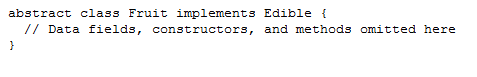 abstract class Fruit implements Edible {
  // Data fields, constructors, and methods omitted here
}